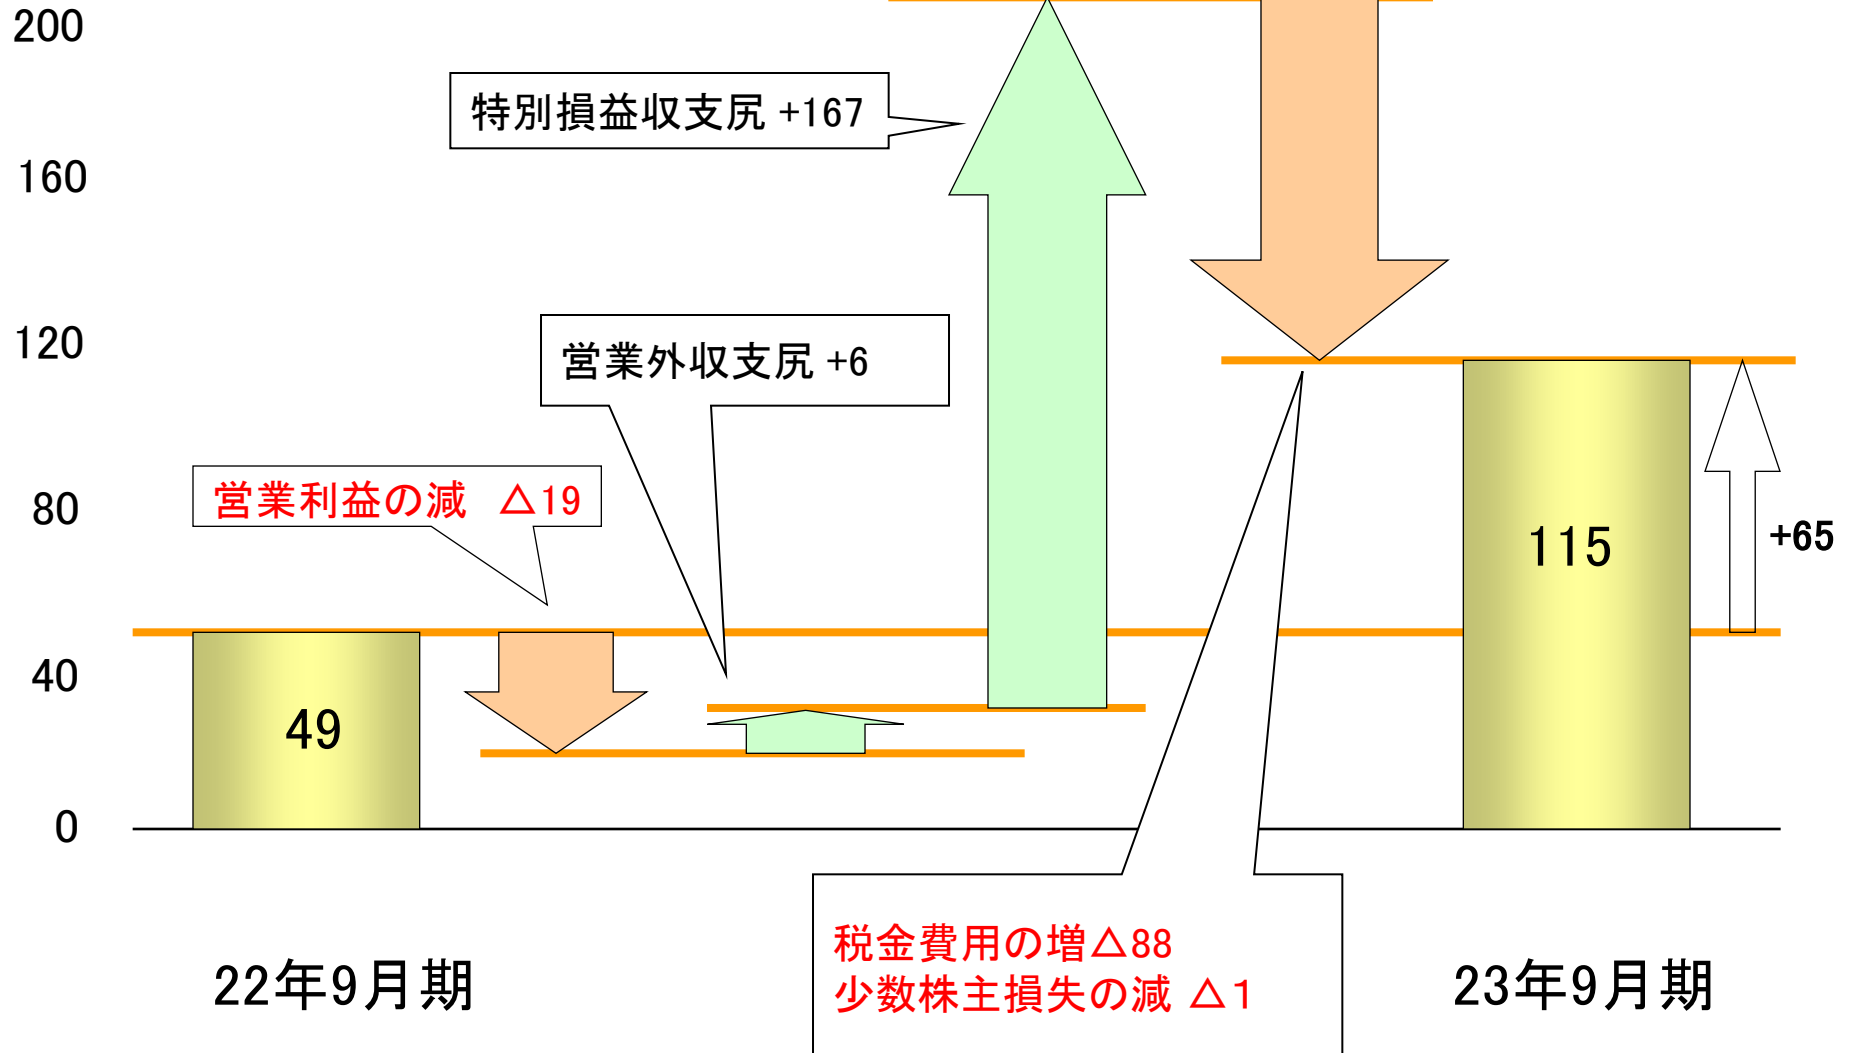 200
特別損益収支尻 +167
160
120
営業外収支尻 +6
営業利益の減　△19
80
115
+65
40
49
0
税金費用の増△88
少数株主損失の減 △1
22年9月期
23年9月期